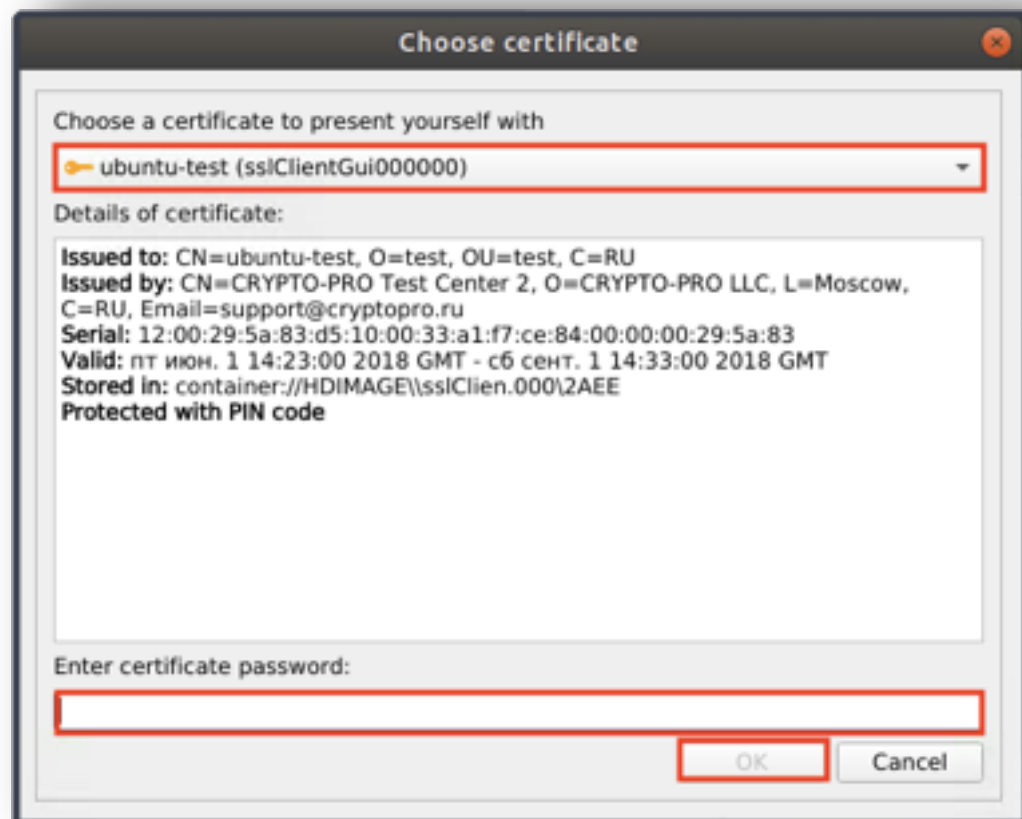 Choose certificate
Choose a certificate to present yourself with
ubuntu-test (sslClientGui000000)
Details of certificate:
Issued to: CN=ubuntu-test, O=test, OU=test, C=RU
Issued by: CN=CRYPTO-PRO Test Center 2, O=CRYPTO-PRO LLC, L=Moscow,
C=RU, Email=support@cryptopro.ru
Serial: 12:00:29:5a:83:d5:10:00:33:a1:f7:ce:84:00:00:00:29:5a:83
Valid: пт июн. 1 14:23:00 2018 GMT - сб сент. 1 14:33:00 2018 GMT
Stored in: container://HDIMAGE\\sslClien.000\2AEE
Protected with PIN code
Enter certificate password:
OK Cancel